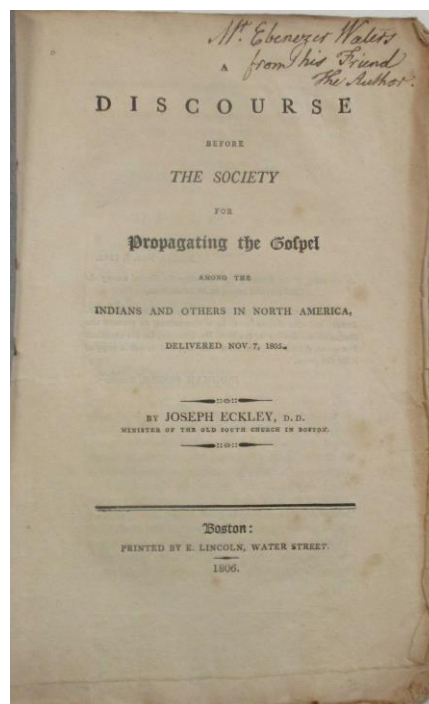 Mr. Ebenezer Waters
from his Friend
The Author.
A
DISCOURSE
BEFORE
THE SOCIETY
FOR
Propagating the Goſpel
AMONG THE
INDIANS AND OTHERS IN NORTH AMERICA,
DELIVERED NOV. 7, 1805.
BY JOSEPH ECKLEY, D.D.
MINISTER OF THE OLD SOUTH CHURCH IN BOSTON.
Boston:
PRINTED BY E. LINCOLN, WATER STREET.
1806.